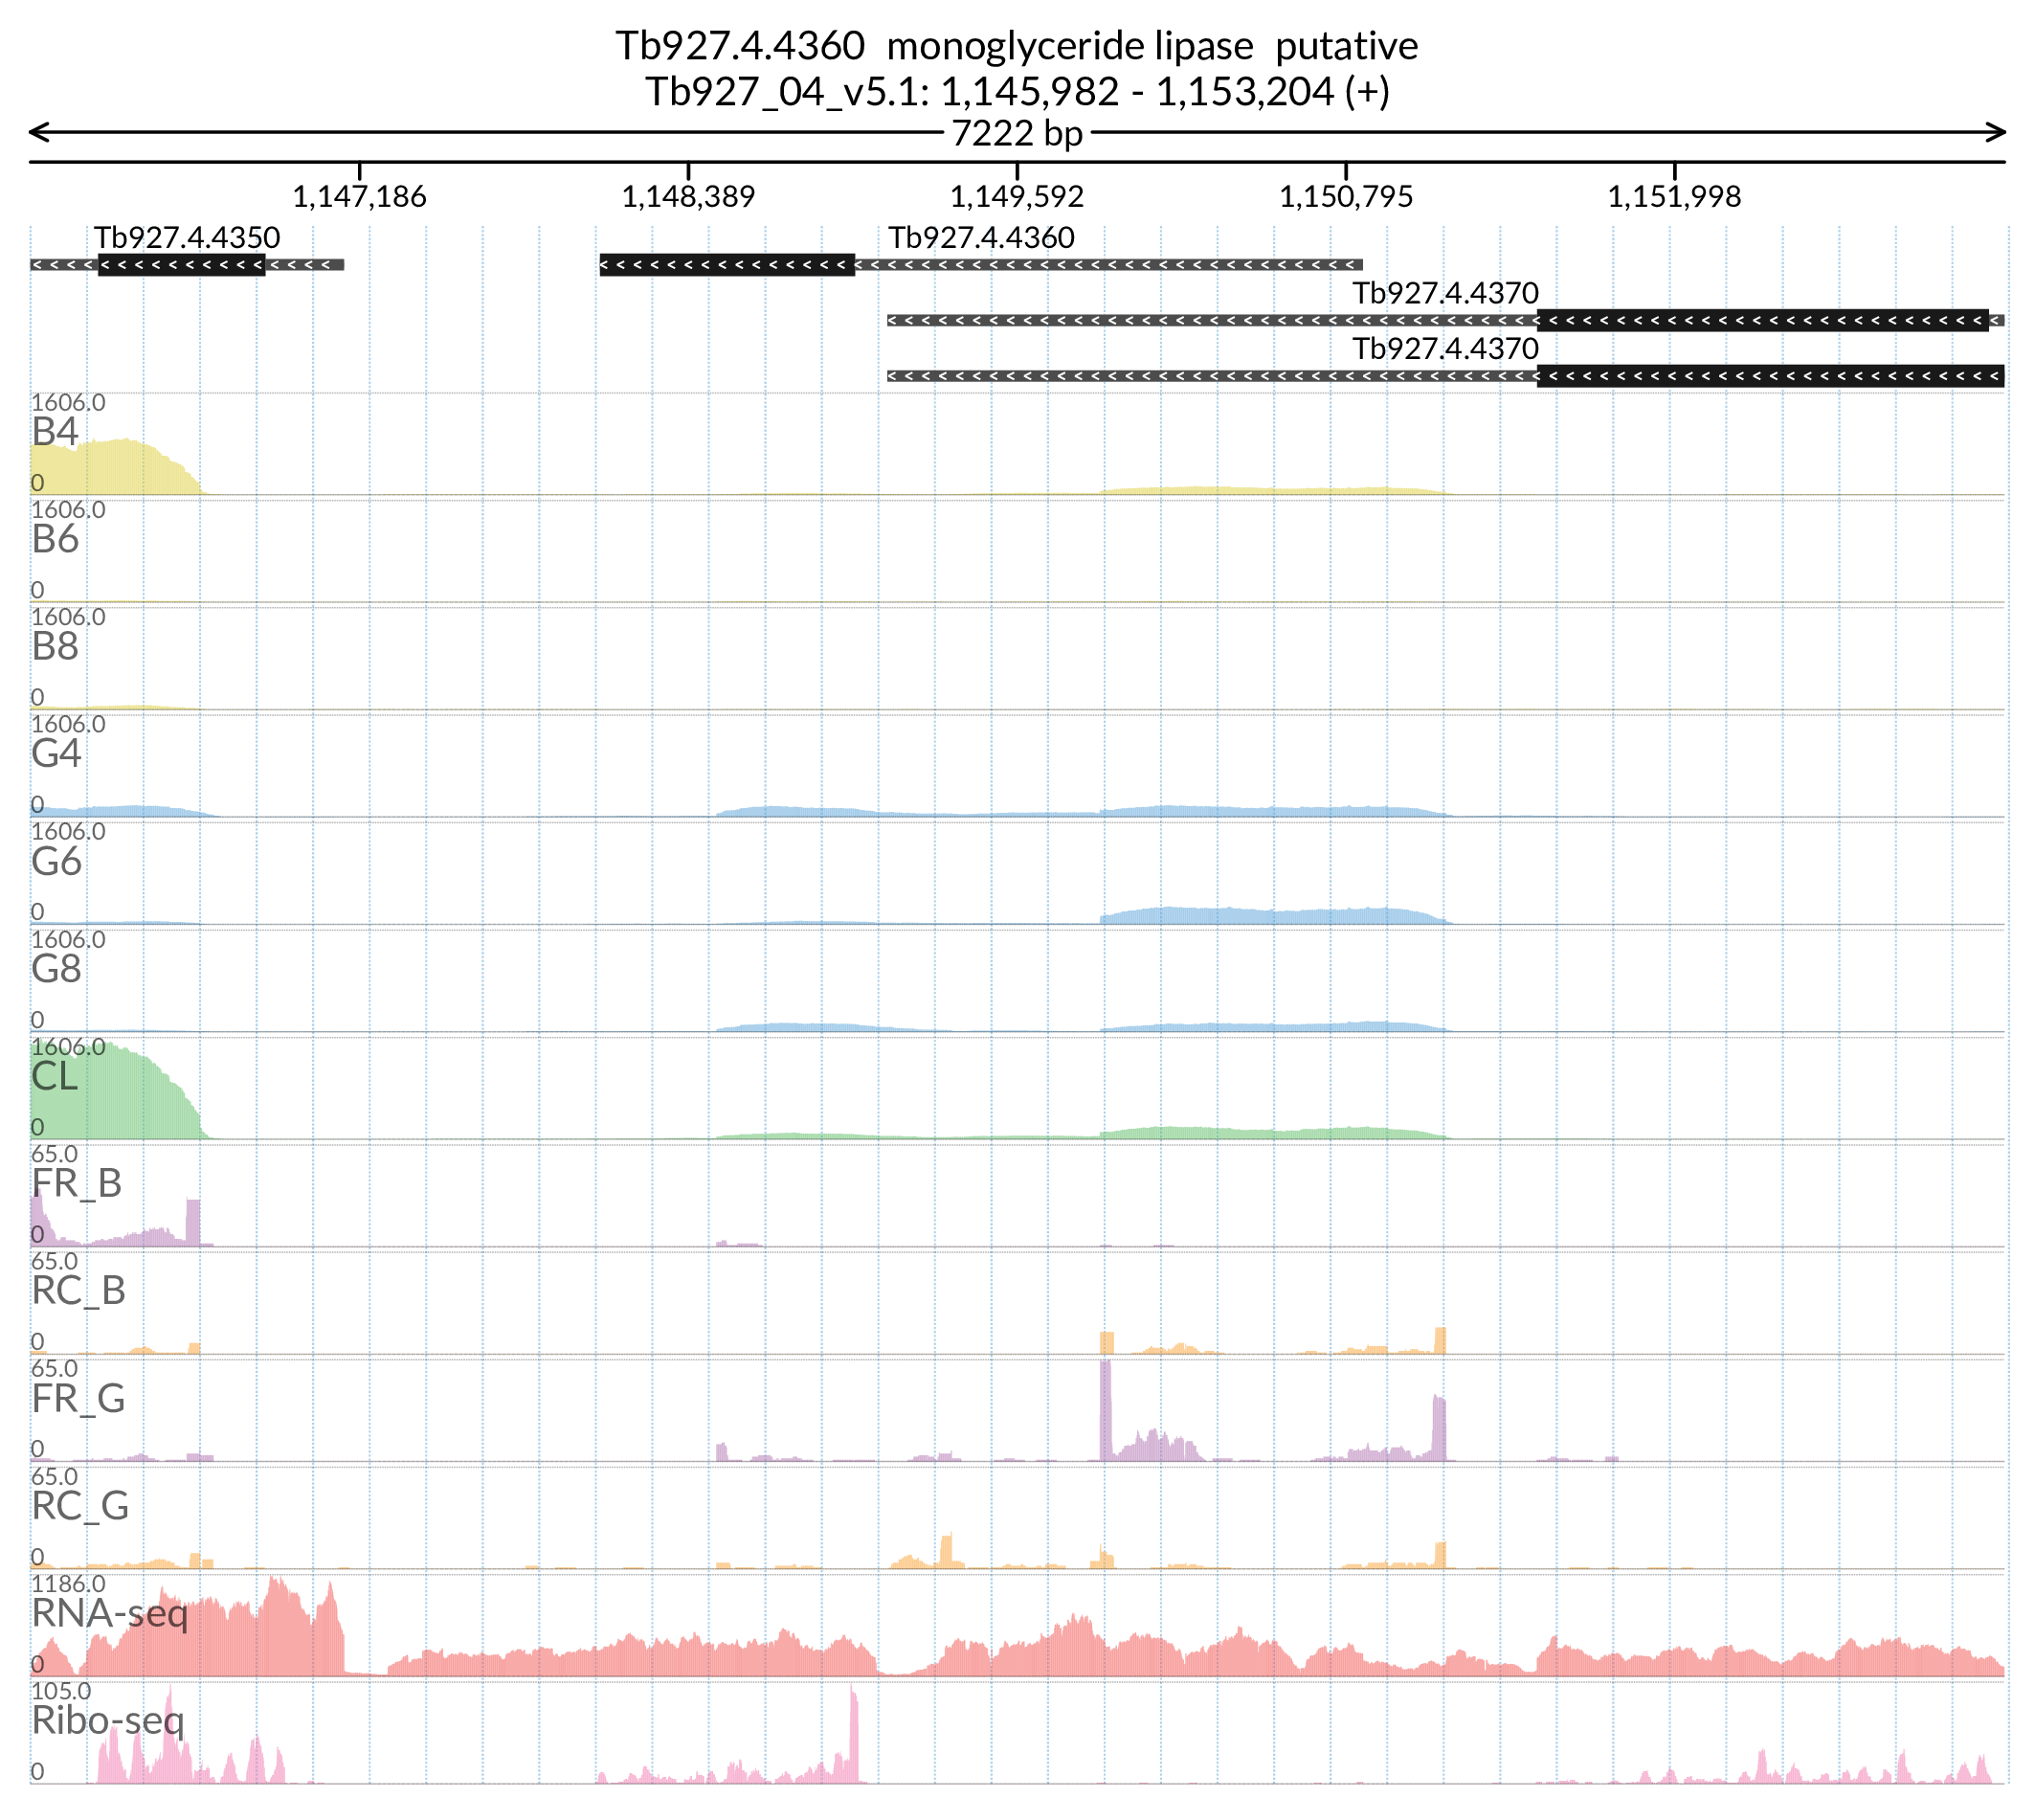 Tb927.4.4360 monoglyceride lipase putative
Tb927_04_v5.1: 1,145,982 - 1,153,204 (+)
7222 bp
1,147,186 1,148,389 1,149,592 1,150,795 1,151,998
Tb927.4.4350 Tb927.4.4360
Tb927.4.4370
Tb927.4.4370
1606.0
B4
0
1606.0
B6
0
1606.0
B8
0
1606.0
G4
0
1606.0
G6
0
1606.0
G8
0
1606.0
CL
0
65.0
FR_B
0
65.0
RC_B
0
65.0
FR_G
0
65.0
RC_G
0
1186.0
RNA-seq
0
105.0
Ribo-seq
0